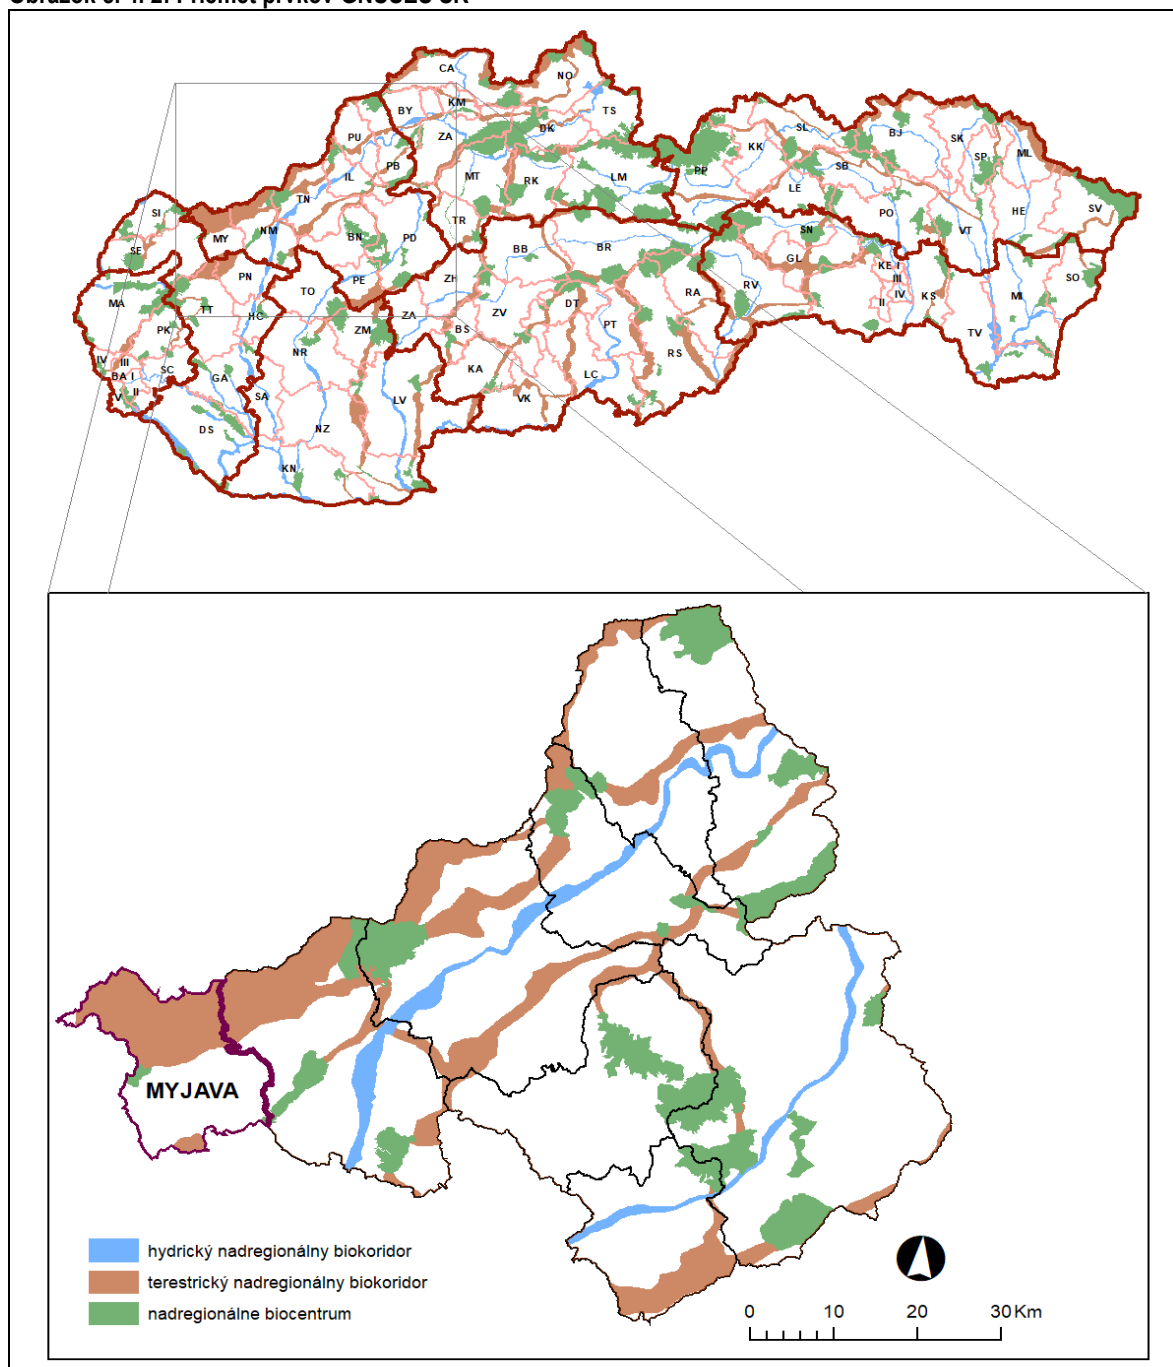 CA
NO
BY
KM
TS
PU
ZA
DK
PB
MT
RK
LM
IL
TN
TR
PP
KK
SL
BJ
SK
ML
SP
SB
LE
PO
HE
SV
VT
SI
SE
MY
NM
BN
PD
BB
BR
SN
GL
KE I
III
IV
II
KS
MI
SO
TV
MA
PN
TO
PE
ZH
RA
RV
TT
HC
ZM
ZA
BS
ZV
DT
PT
RS
PK
NR
KA
LC
VK
IV
III
BA I
II
V
SC
GA
SA
DS
NZ
LV
KN
MYJAVA
hydrický nadregionálny biokoridor
terestrický nadregionálny biokoridor
nadregionálne biocentrum
0 10 20 30 Km